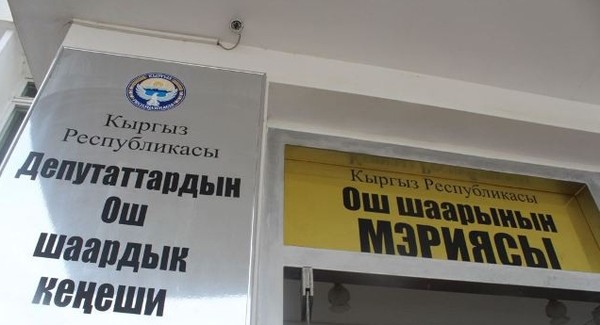 Кыргыз
Республикасы
Депутаттардын
Ош
шаардык
кеңеши
Кыргыз Республикасы
Ош шаарынын
МЭРИЯСЫ